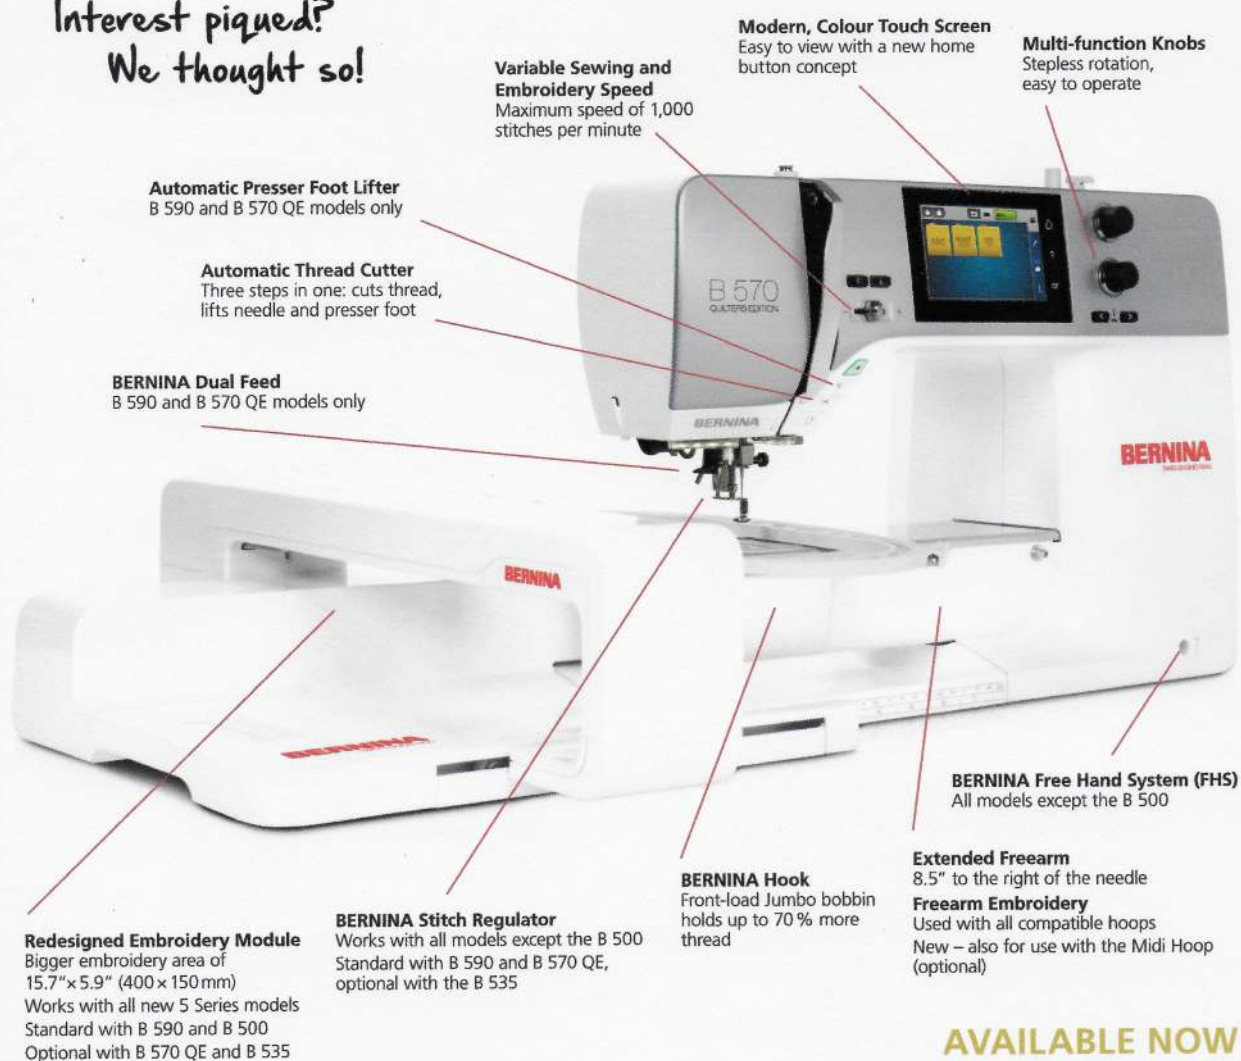 Interest piqued?
We thought so!
Modern, Colour Touch Screen
Easy to view with a new home
button concept
Multi-function Knobs
Stepless rotation,
easy to operate
Variable Sewing and
Embroidery Speed
Maximum speed of 1,000
stitches per minute
Automatic Presser Foot Lifter
B 590 and B 570 QE models only
Automatic Thread Cutter
Three steps in one: cuts thread,
lifts needle and presser foot
BERNINA Dual Feed
B 590 and B 570 QE models only
B 570
QUILTERS EDITION
BERNINA
BERNINA
BERNINA
BERNINA
BERNINA Free Hand System (FHS)
All models except the B 500
Extended Freearm
8.5" to the right of the needle
Freearm Embroidery
Used with all compatible hoops
New – also for use with the Midi Hoop
(optional)
BERNINA Hook
Front-load Jumbo bobbin
holds up to 70 % more
thread
BERNINA Stitch Regulator
Works with all models except the B 500
Standard with B 590 and B 570 QE,
optional with the B 535
Redesigned Embroidery Module
Bigger embroidery area of
15.7"× 5.9" (400 × 150 mm)
Works with all new 5 Series models
Standard with B 590 and B 500
Optional with B 570 QE and B 535
AVAILABLE NOW